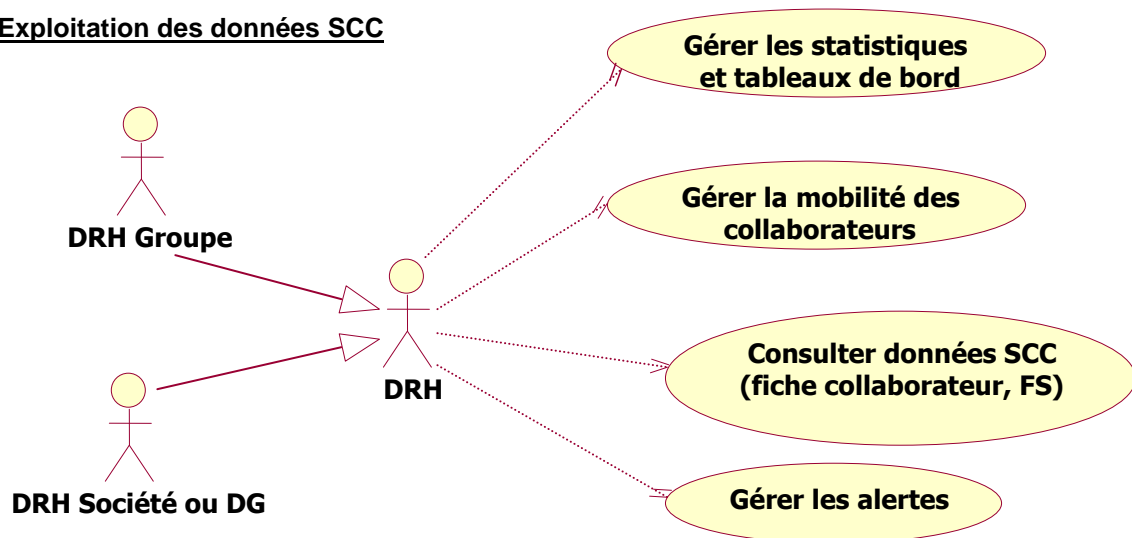 Exploitation des données SCC
Gérer les statistiques
et tableaux de bord
DRH Groupe
Gérer la mobilité des
collaborateurs
DRH
Consulter données SCC
(fiche collaborateur, FS)
DRH Société ou DG
Gérer les alertes